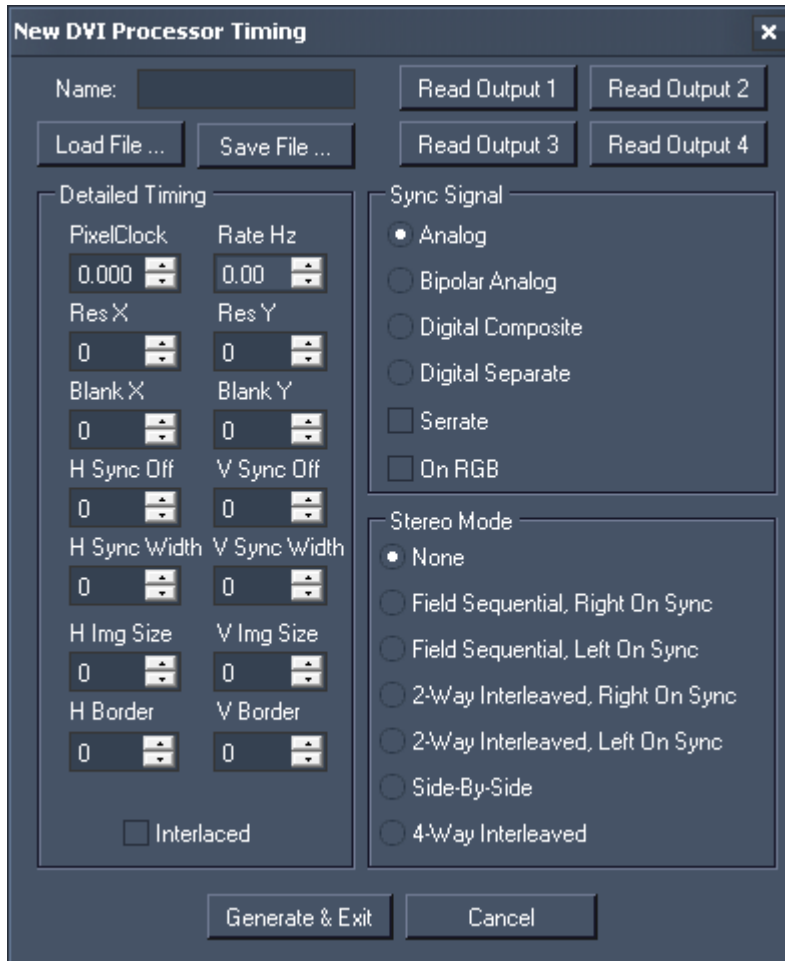 New DVI Processor Timing
Name:
Read Output 1 Read Output 2
Load File ... Save File ... Read Output 3 Read Output 4
Detailed Timing
PixelClock Rate Hz
0.000 0.00
Res X Res Y
0 0
Blank X Blank Y
0 0
H Sync Off V Sync Off
0 0
H Sync Width V Sync Width
0 0
H Img Size V Img Size
0 0
H Border V Border
0 0
Interlaced
Sync Signal
Analog
Bipolar Analog
Digital Composite
Digital Separate
Serrate
On RGB
Stereo Mode
None
Field Sequential, Right On Sync
Field Sequential, Left On Sync
2-Way Interleaved, Right On Sync
2-Way Interleaved, Left On Sync
Side-By-Side
4-Way Interleaved
Generate & Exit Cancel